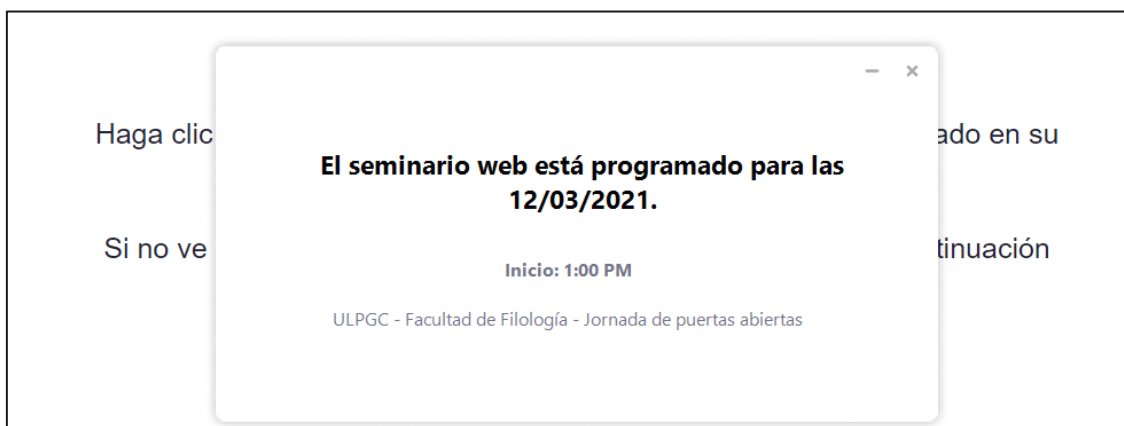 Haga clic
ado en su
El seminario web está programado para las
12/03/2021.
Si no ve
tinuación
Inicio: 1:00 PM
ULPGC - Facultad de Filología - Jornada de puertas abiertas